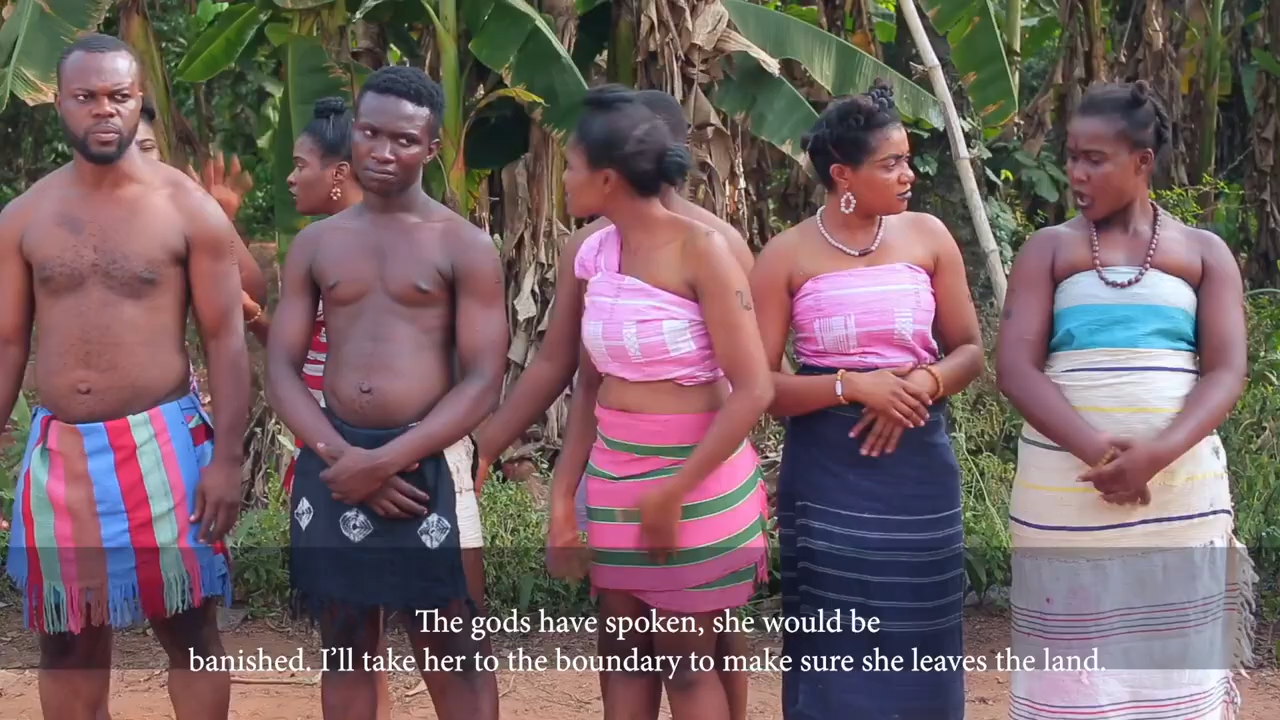 The gods have spoken, she would be
banished. I’ll take her to the boundary to make sure she leaves the land.